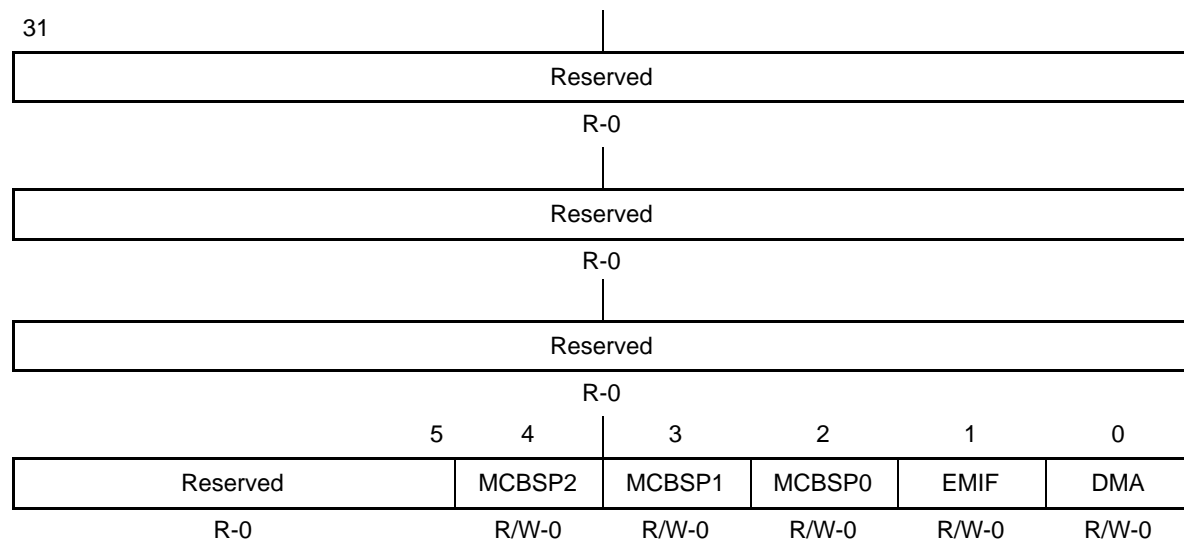 31
Reserved
R-0
Reserved
R-0
Reserved
R-0
5 4 3 2 1 0
Reserved MCBSP2 MCBSP1 MCBSP0 EMIF DMA
R-0 R/W-0 R/W-0 R/W-0 R/W-0 R/W-0